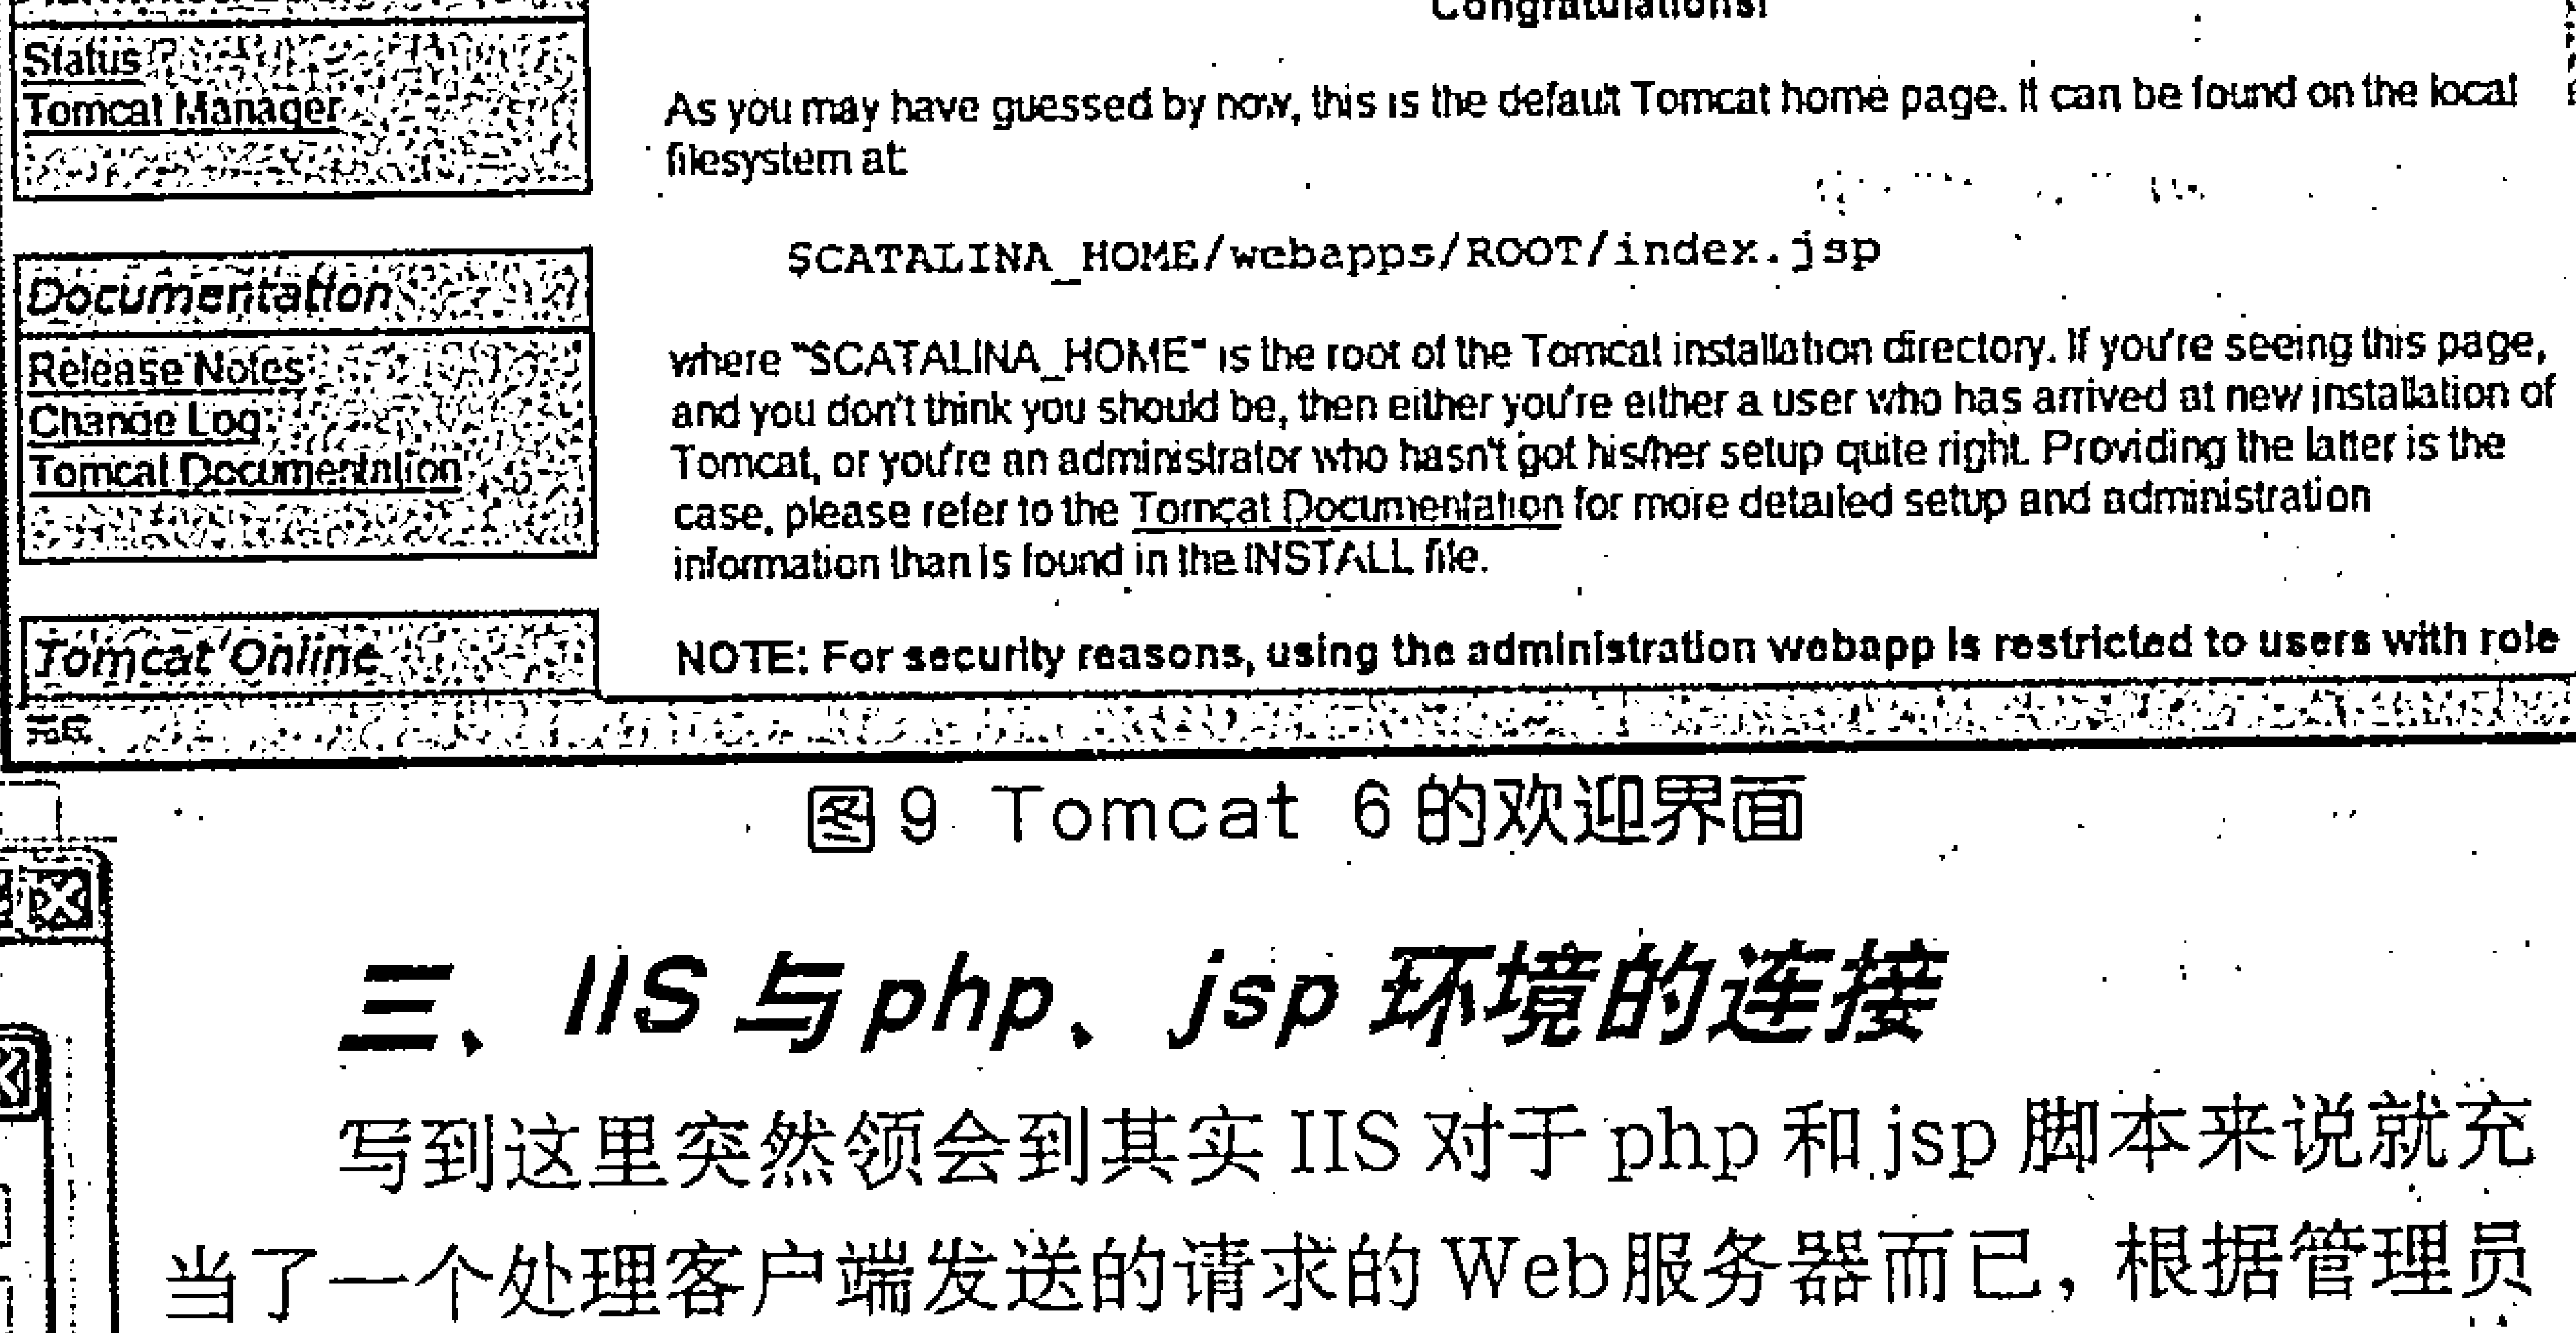 Congratulations!
Status
Tomcat Manager
As you may have guessed by now, this is the default Tomcat home page. It can be found on the local
filesystem at:
$CATALINA_HOME/webapps/ROOT/index.jsp
Documentation
Release Notes
Change Log
Tomcat Documentation
where "$CATALINA_HOME" is the root of the Tomcat installation directory. If you're seeing this page,
and you don't think you should be, then either you're either a user who has arrived at new installation of
Tomcat, or you're an administrator who hasn't got his/her setup quite right. Providing the latter is the
case, please refer to the Tomcat Documentation for more detailed setup and administration
information than is found in the INSTALL file.
Tomcat Online
NOTE: For security reasons, using the administration webapp is restricted to users with role
完成
图9 Tomcat 6的欢迎界面
三、IIS与php、jsp环境的连接
写到这里突然领会到其实IIS对于php和jsp脚本来说就充
当了一个处理客户端发送的请求的Web服务器而已，根据管理员